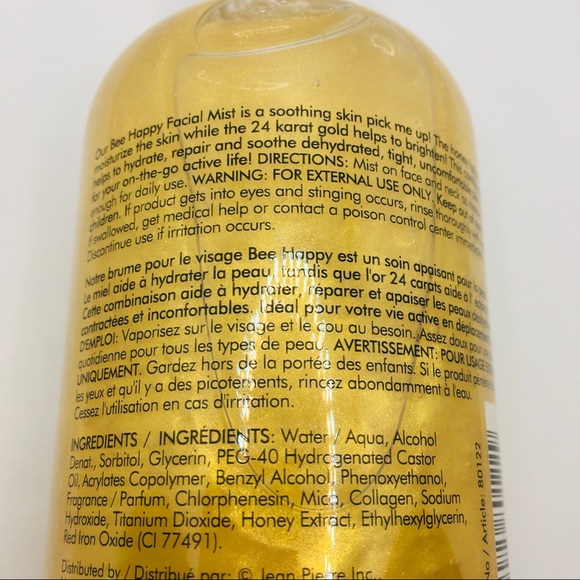 Our Bee Happy Facial Mist is a soothing skin pick me up! The honey
moisturize the skin while the 24 karat gold helps to brighten! This
helps to hydrate, repair and soothe dehydrated, tight, uncomfortable
for your on-the-go active life! DIRECTIONS: Mist on face and neck as
enough for daily use. WARNING: FOR EXTERNAL USE ONLY. Keep out of
children. If product gets into eyes and stinging occurs, rinse thoroughly
If swallowed, get medical help or contact a poison control center
Discontinue use if irritation occurs.
Notre brume pour le visage Bee Happy est un soin apaisant pour
Le miel aide à hydrater la peau, tandis que l'or 24 carats aide à l'
Cette combinaison aide à hydrater, réparer et apaiser les peaux
contractées et inconfortables. Idéal pour votre vie active en
D'EMPLOI: Vaporisez sur le visage et le cou au besoin. Assez doux pour
quotidienne pour tous les types de peau. AVERTISSEMENT: POUR USAGE
UNIQUEMENT. Gardez hors de la portée des enfants. Si le produit
les yeux et qu'il y a des picotements, rincez abondamment à l'eau.
Cessez l'utilisation en cas d'irritation.
INGREDIENTS / INGRÉDIENTS: Water / Aqua, Alcohol
Denat., Sorbitol, Glycerin, PEG-40 Hydrogenated Castor
Oil, Acrylates Copolymer, Benzyl Alcohol, Phenoxyethanol,
Fragrance / Parfum, Chlorphenesin, Mica, Collagen, Sodium
Hydroxide, Titanium Dioxide, Honey Extract, Ethylhexylglycerin,
Red Iron Oxide (CI 77491).
Distributed by / Distribué par: © Jean Pierre Inc.,
No / Article: 80122